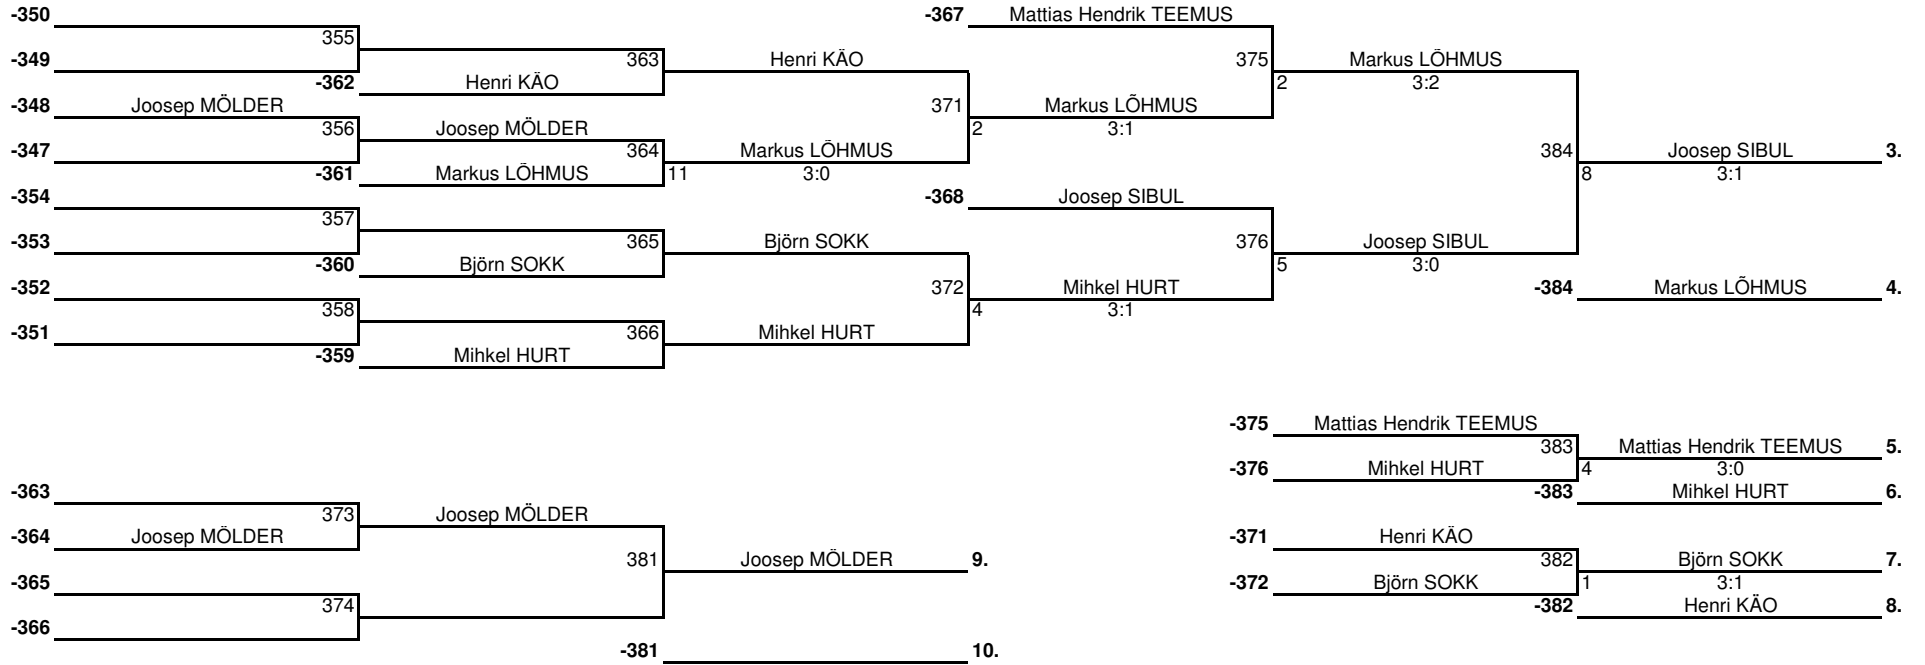 -350 -367 Mattias Hendrik TEEMUS
355
-349 363 Henri KÄO 375 Markus LÕHMUS
-362 Henri KÄO 2 3:2
-348 Joosep MÖLDER 371 Markus LÕHMUS
356 Joosep MÖLDER 2 3:1
-347 364 Markus LÕHMUS 384 Joosep SIBUL 3.
-361 Markus LÕHMUS 11 3:0 8 3:1
-354 -368 Joosep SIBUL
357
-353 365 Björn SOKK 376 Joosep SIBUL
-360 Björn SOKK 5 3:0
-352 372 Mihkel HURT -384 Markus LÕHMUS 4.
358 4 3:1
-351 366 Mihkel HURT
-359 Mihkel HURT
-375 Mattias Hendrik TEEMUS
383 Mattias Hendrik TEEMUS 5.
-376 Mihkel HURT 4 3:0
-363 -383 Mihkel HURT 6.
373 Joosep MÖLDER
-364 Joosep MÖLDER -371 Henri KÄO
381 Joosep MÖLDER 9. 382 Björn SOKK 7.
-365 -372 Björn SOKK 1 3:1
374 -382 Henri KÄO 8.
-366
-381 10.